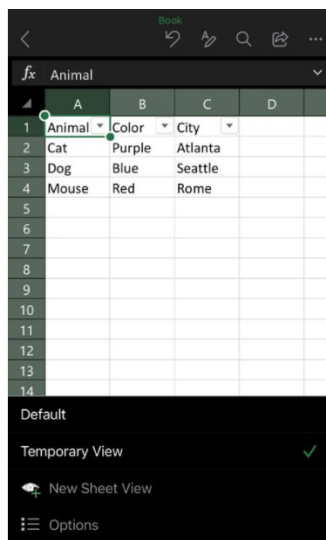 Book
fx Animal
A B C D
1 Animal Color City
2 Cat Purple Atlanta
3 Dog Blue Seattle
4 Mouse Red Rome
5
6
7
8
9
10
11
12
13
14
Default
Temporary View
New Sheet View
Options